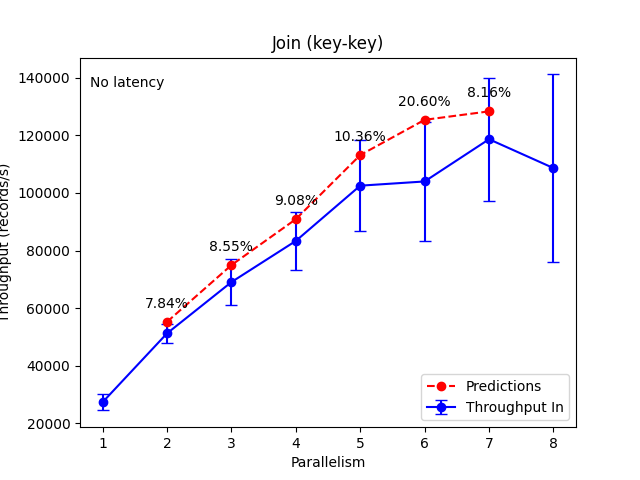 Join (key-key)
No latency
Throughput (records/s)
140000
120000
100000
80000
60000
40000
20000
7.84%
8.55%
9.08%
10.36%
20.60%
8.16%
Predictions
Throughput In
1 2 3 4 5 6 7 8
Parallelism